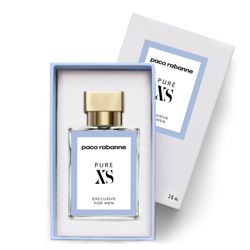 paco rabanne
PURE
XS
EXCLUSIVE
FOR MEN
paco rabanne
PURE
XS
EXCLUSIVE
FOR MEN